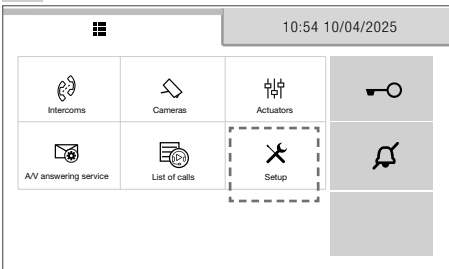 10:54 10/04/2025
Intercoms
Cameras
Actuators
A/V answering service
List of calls
Setup